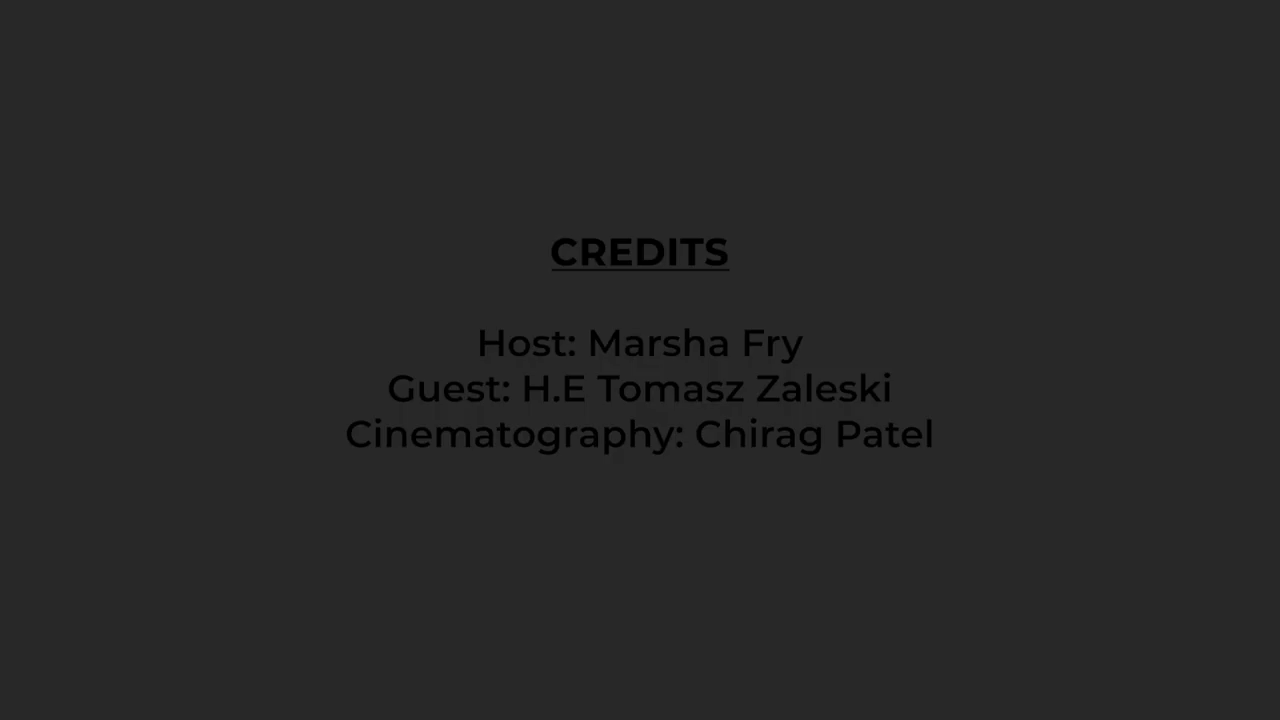 CREDITS
Host: Marsha Fry
Guest: H.E Tomasz Zaleski
Cinematography: Chirag Patel